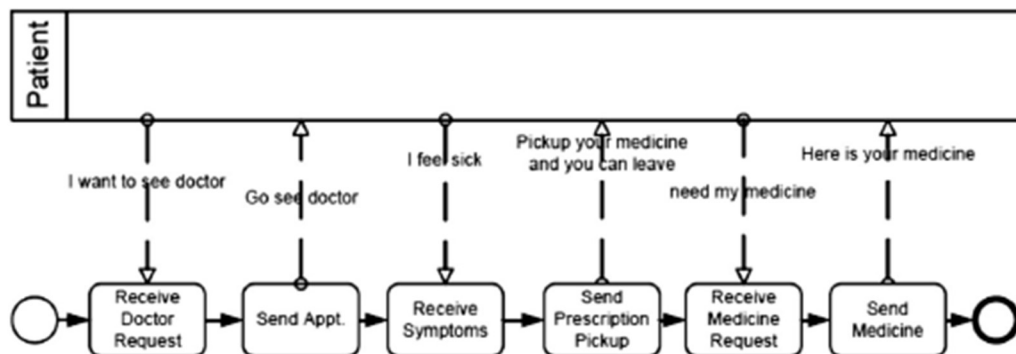 Patient
I want to see doctor
Go see doctor
I feel sick
Pickup your medicine
and you can leave
need my medicine
Here is your medicine
Receive
Doctor
Request
Send Appt.
Receive
Symptoms
Send
Prescription
Pickup
Receive
Medicine
Request
Send
Medicine